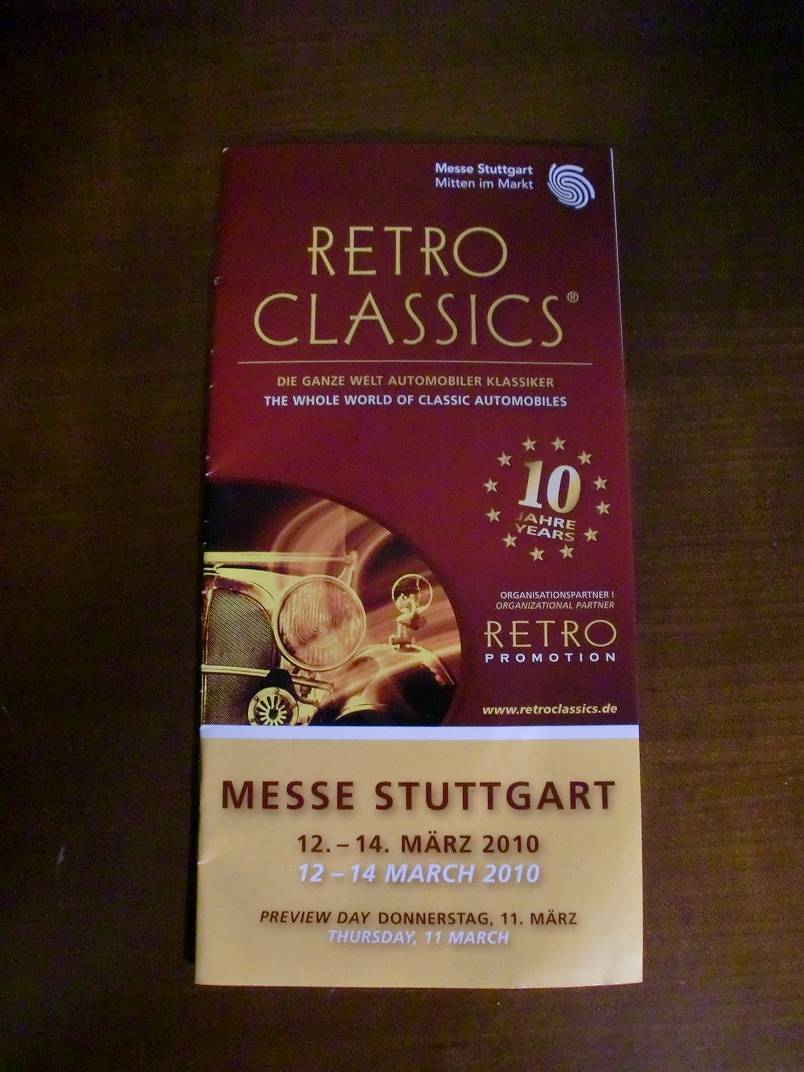 Messe Stuttgart
Mitten im Markt
RETRO
CLASSICS®
DIE GANZE WELT AUTOMOBILER KLASSIKER
THE WHOLE WORLD OF CLASSIC AUTOMOBILES
10
JAHRE
YEARS
ORGANISATIONSPARTNER |
ORGANIZATIONAL PARTNER
RETRO
PROMOTION
www.retroclassics.de
MESSE STUTTGART
12. – 14. MÄRZ 2010
12 – 14 MARCH 2010
PREVIEW DAY DONNERSTAG, 11. MÄRZ
THURSDAY, 11 MARCH